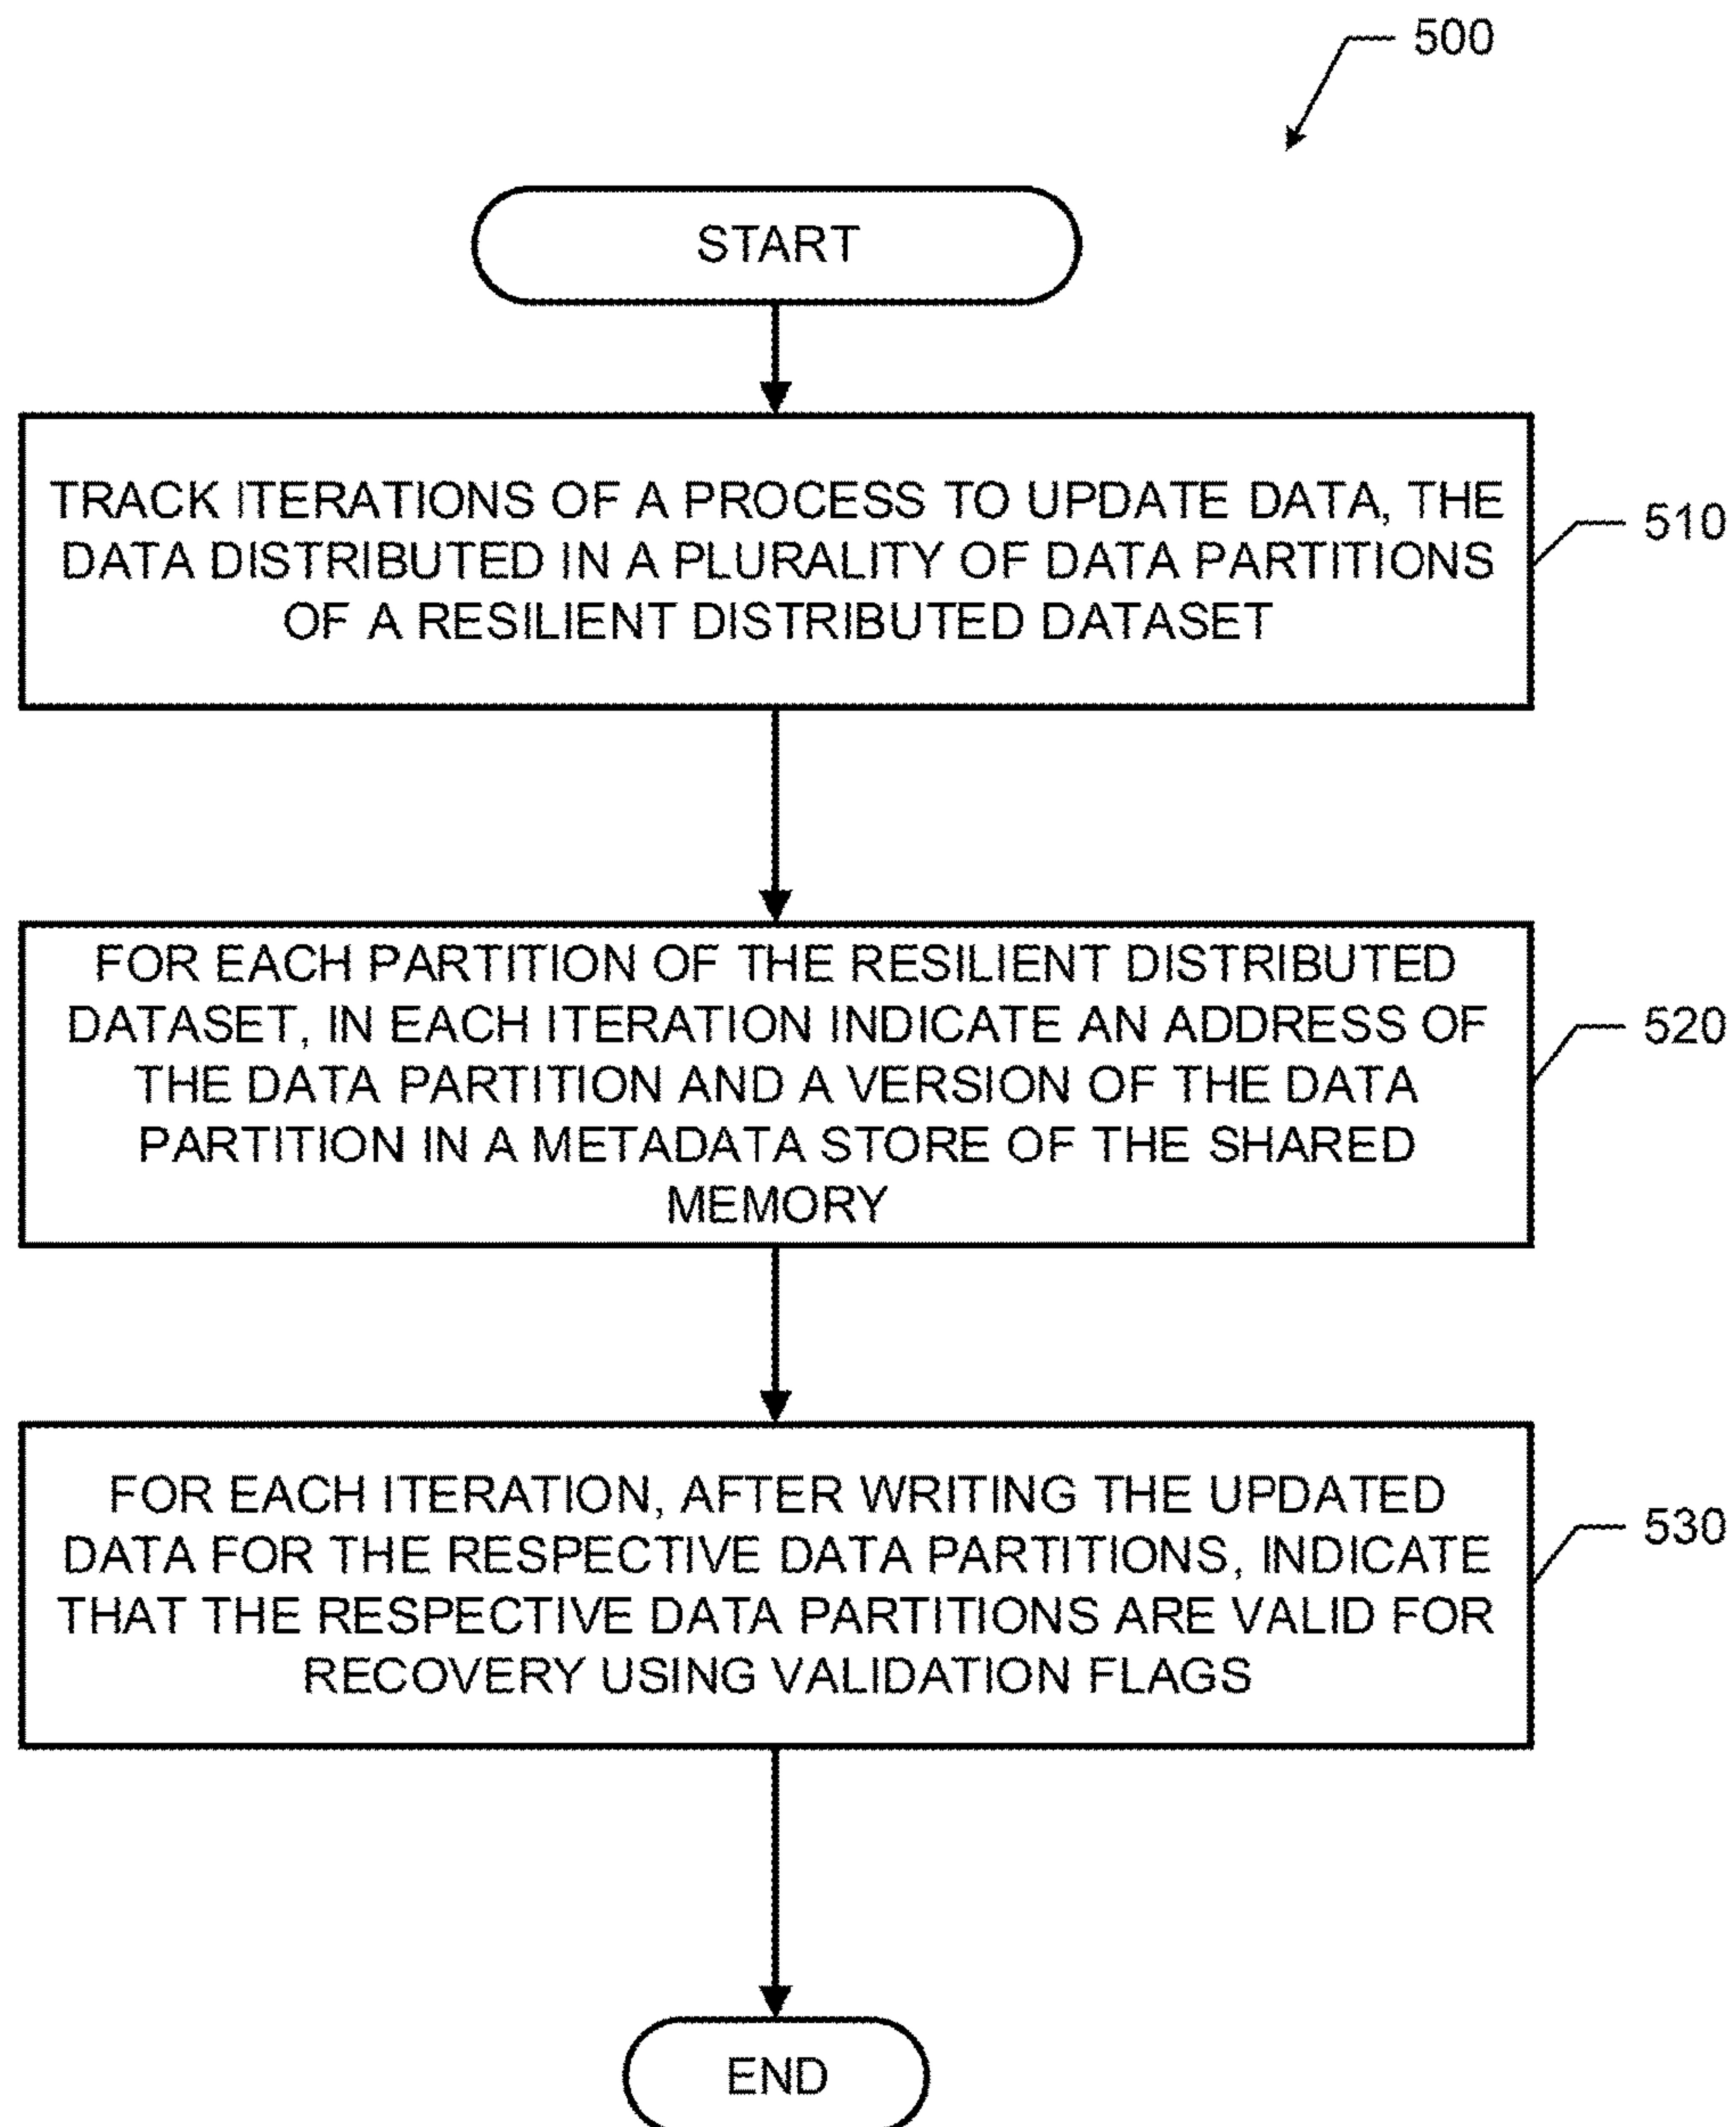 500
START
TRACK ITERATIONS OF A PROCESS TO UPDATE DATA, THE
DATA DISTRIBUTED IN A PLURALITY OF DATA PARTITIONS
OF A RESILIENT DISTRIBUTED DATASET
510
FOR EACH PARTITION OF THE RESILIENT DISTRIBUTED
DATASET, IN EACH ITERATION INDICATE AN ADDRESS OF
THE DATA PARTITION AND A VERSION OF THE DATA
PARTITION IN A METADATA STORE OF THE SHARED
MEMORY
520
FOR EACH ITERATION, AFTER WRITING THE UPDATED
DATA FOR THE RESPECTIVE DATA PARTITIONS, INDICATE
THAT THE RESPECTIVE DATA PARTITIONS ARE VALID FOR
RECOVERY USING VALIDATION FLAGS
530
END